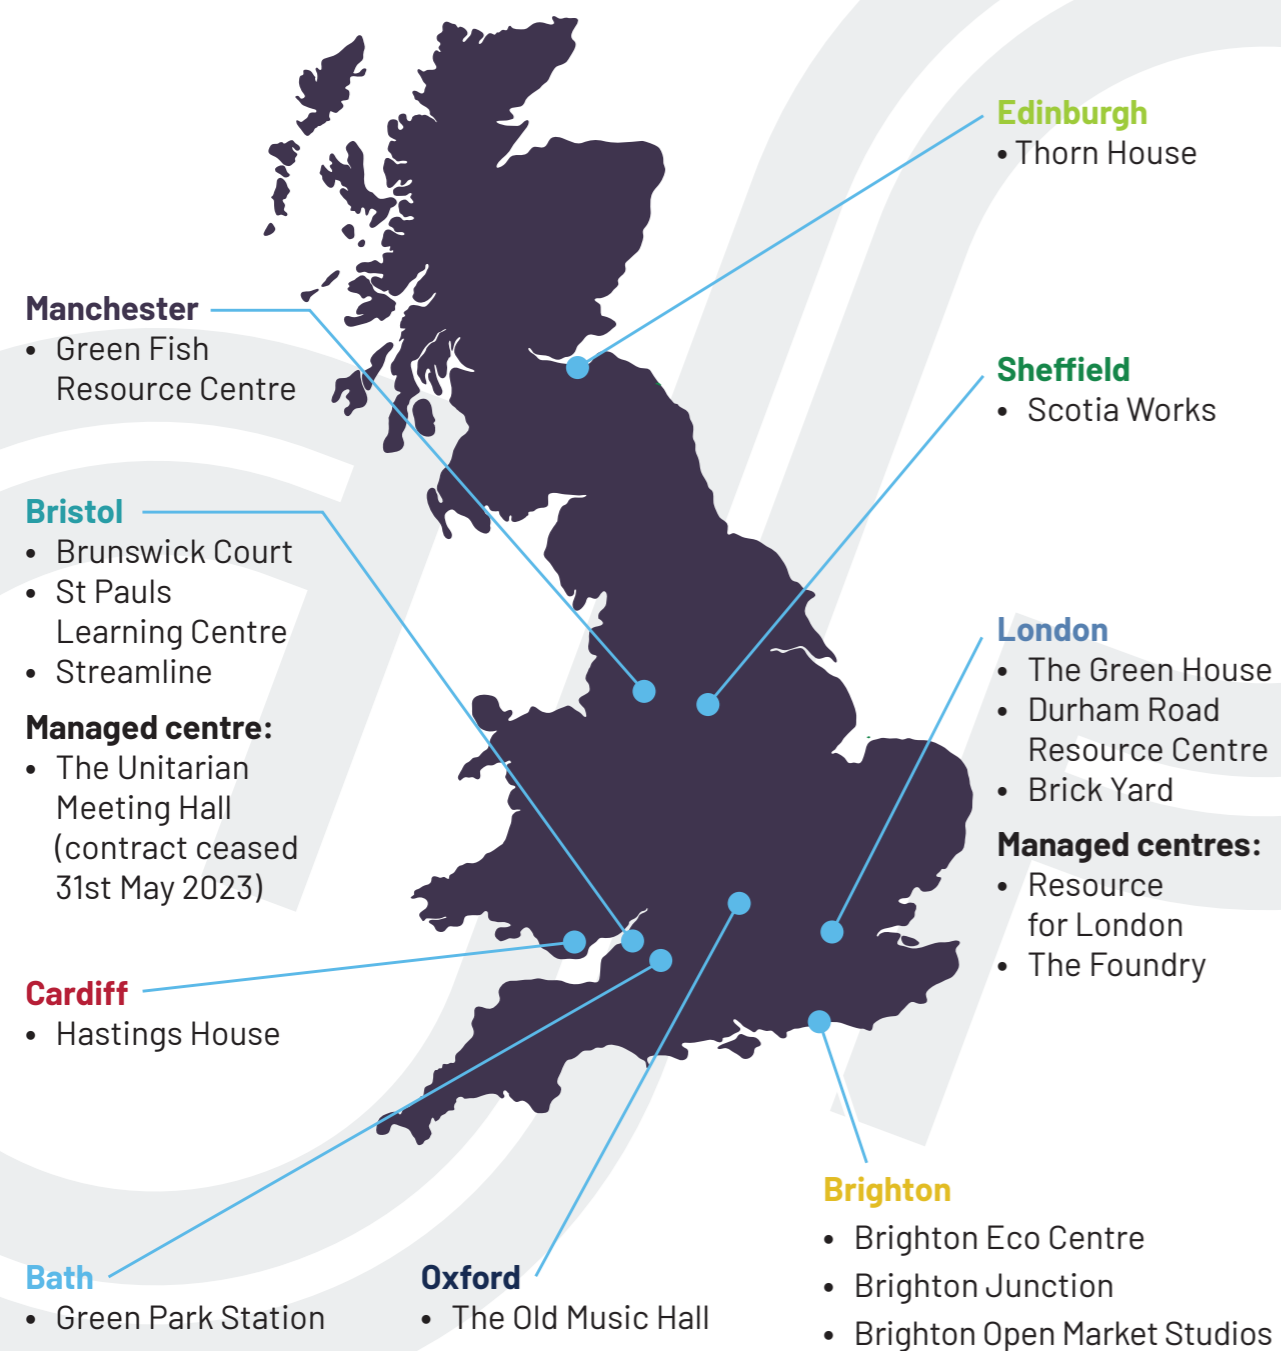 Edinburgh
• Thorn House
Manchester
• Green Fish
Resource Centre
Sheffield
• Scotia Works
Bristol
• Brunswick Court
• St Pauls
Learning Centre
• Streamline
Managed centre:
• The Unitarian
Meeting Hall
(contract ceased
31st May 2023)
London
• The Green House
• Durham Road
Resource Centre
• Brick Yard
Managed centres:
• Resource
for London
• The Foundry
Cardiff
• Hastings House
Bath
• Green Park Station
Oxford
• The Old Music Hall
Brighton
• Brighton Eco Centre
• Brighton Junction
• Brighton Open Market Studios